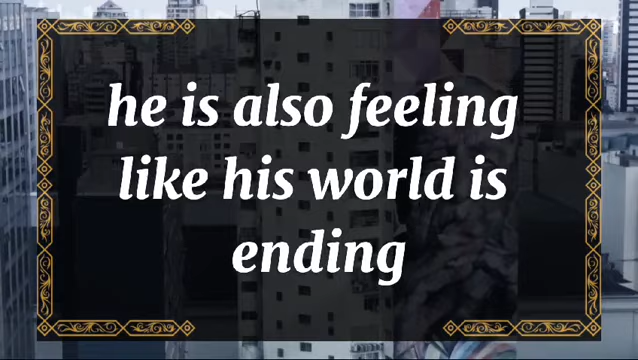 he is also feeling
like his world is
ending